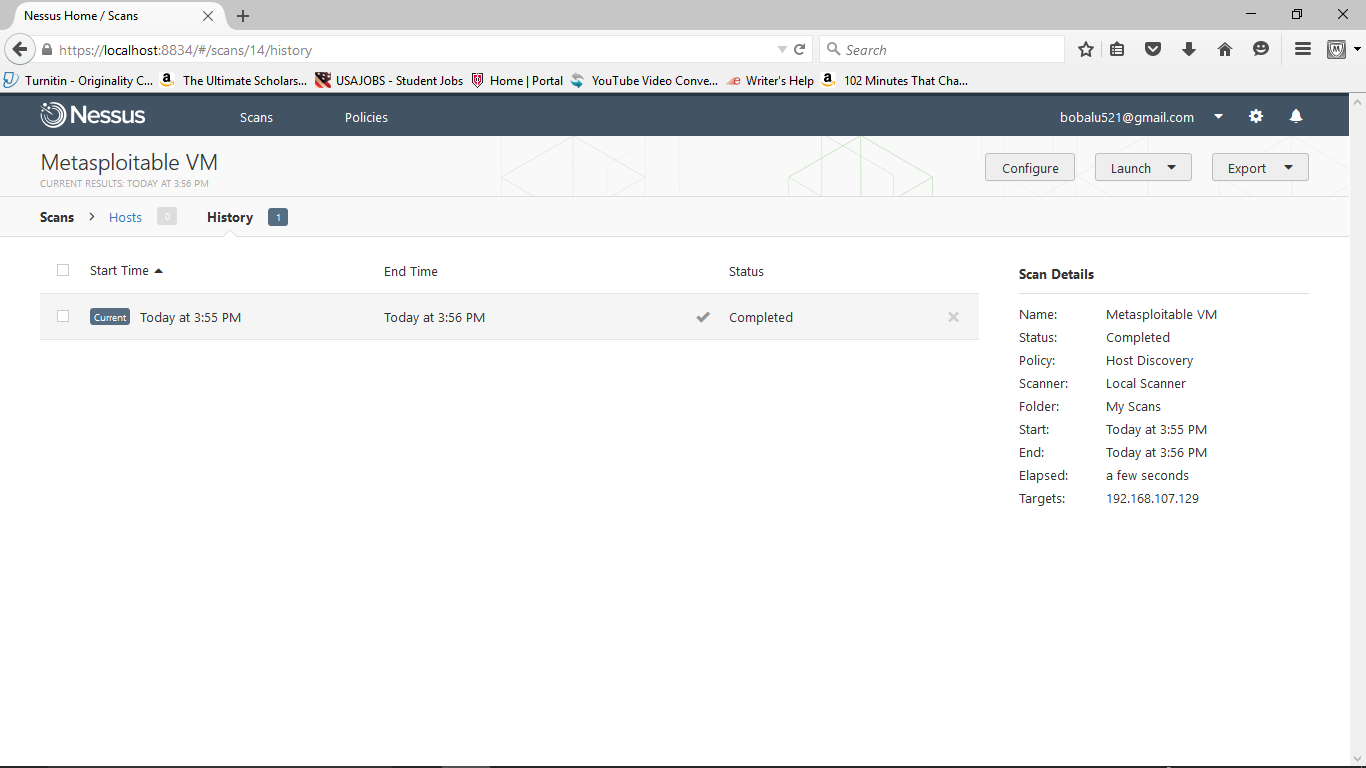 Nessus Home / Scans
https://localhost:8834/#/scans/14/history
Search
Turnitin - Originality C...
The Ultimate Scholars...
USAJOBS - Student Jobs
Home | Portal
YouTube Video Conve...
Writer's Help
102 Minutes That Cha...
Nessus
Scans
Policies
bobalu521@gmail.com
Metasploitable VM
CURRENT RESULTS: TODAY AT 3:56 PM
Configure
Launch
Export
Scans > Hosts 0 History 1
Start Time End Time Status
Current Today at 3:55 PM Today at 3:56 PM Completed
Scan Details
Name: Metasploitable VM
Status: Completed
Policy: Host Discovery
Scanner: Local Scanner
Folder: My Scans
Start: Today at 3:55 PM
End: Today at 3:56 PM
Elapsed: a few seconds
Targets: 192.168.107.129